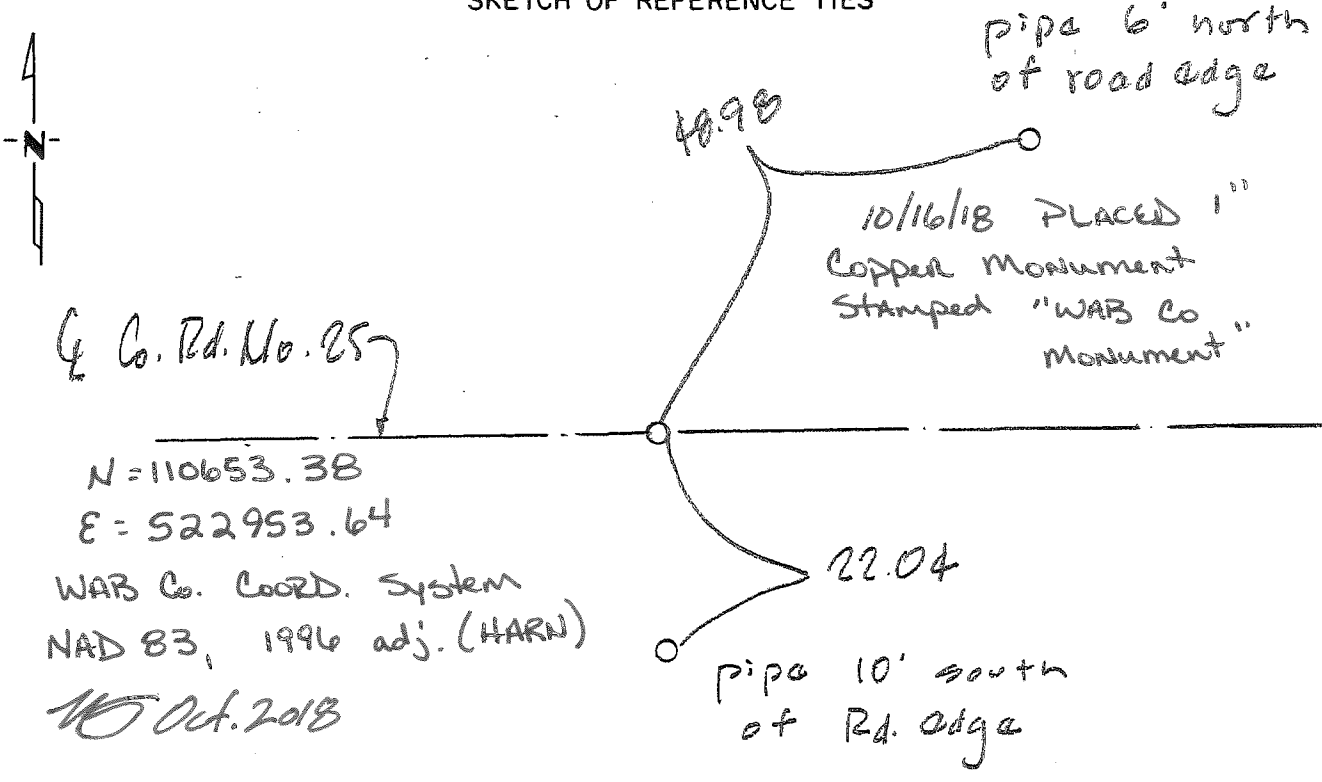 SKETCH OF REFERENCE TIES
pipe 6' north
of road edge
N
48.98
10/16/18 PLACED 1"
Copper Monument
Stamped "WAB Co
Monument"
℄ Co. Rd. No. 25
N = 110653.38
E = 522953.64
WAB Co. COORD. System
NAD 83, 1996 adj. (HARN)
Oct. 2018
22.04
pipe 10' south
of Rd. edge